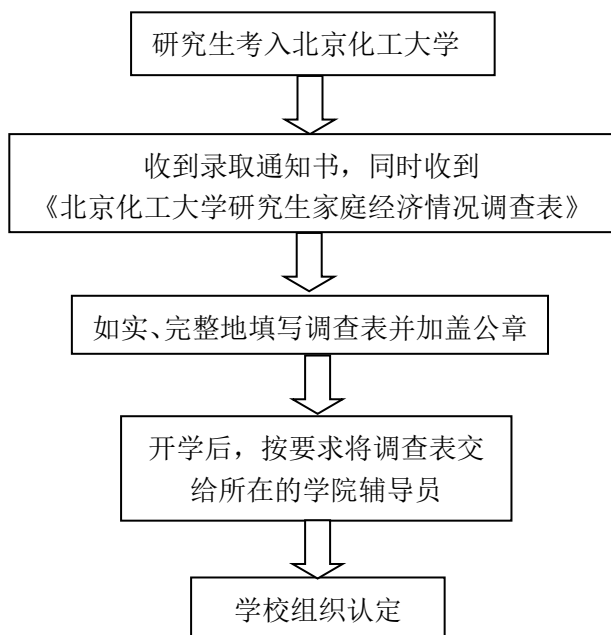 研究生考入北京化工大学
收到录取通知书，同时收到
《北京化工大学研究生家庭经济情况调查表》
如实、完整地填写调查表并加盖公章
开学后，按要求将调查表交
给所在的学院辅导员
学校组织认定